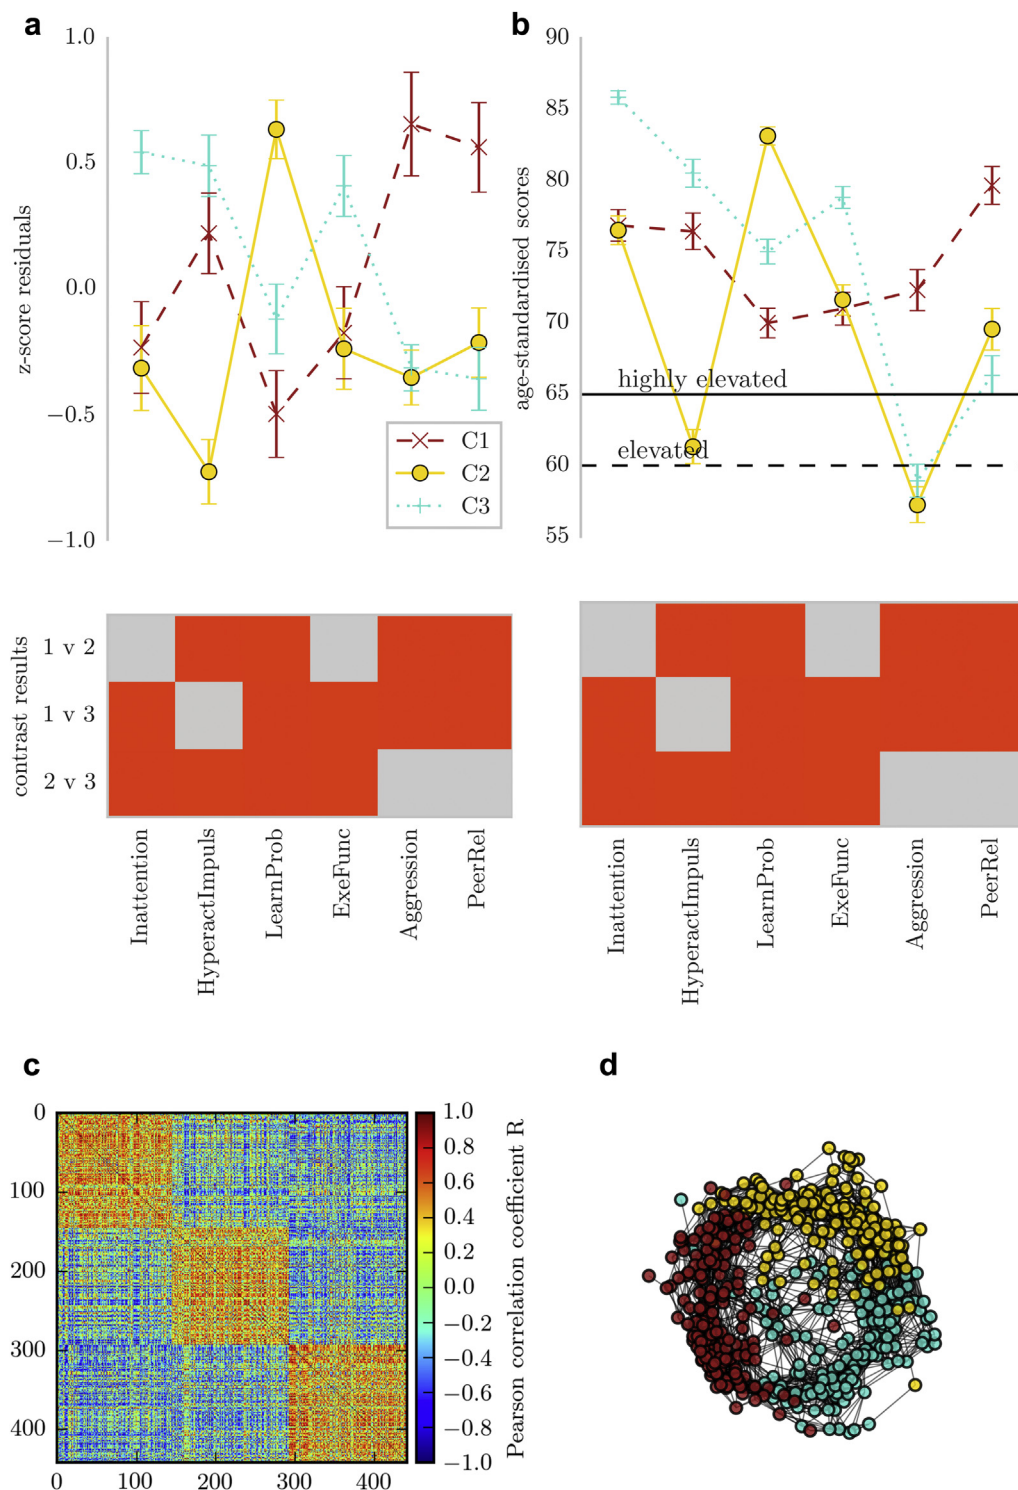 a
1.0
0.5
0.0
−0.5
−1.0
z-score residuals
C1
C2
C3
b
90
85
80
75
70
65
60
55
age-standardised scores
highly elevated
elevated
contrast results
1 v 2
1 v 3
2 v 3
Inattention
HyperactImpuls
LearnProb
ExeFunc
Aggression
PeerRel
Inattention
HyperactImpuls
LearnProb
ExeFunc
Aggression
PeerRel
c
0
100
200
300
400
0 100 200 300 400
1.0
0.8
0.6
0.4
0.2
0.0
−0.2
−0.4
−0.6
−0.8
−1.0
Pearson correlation coefficient R
d